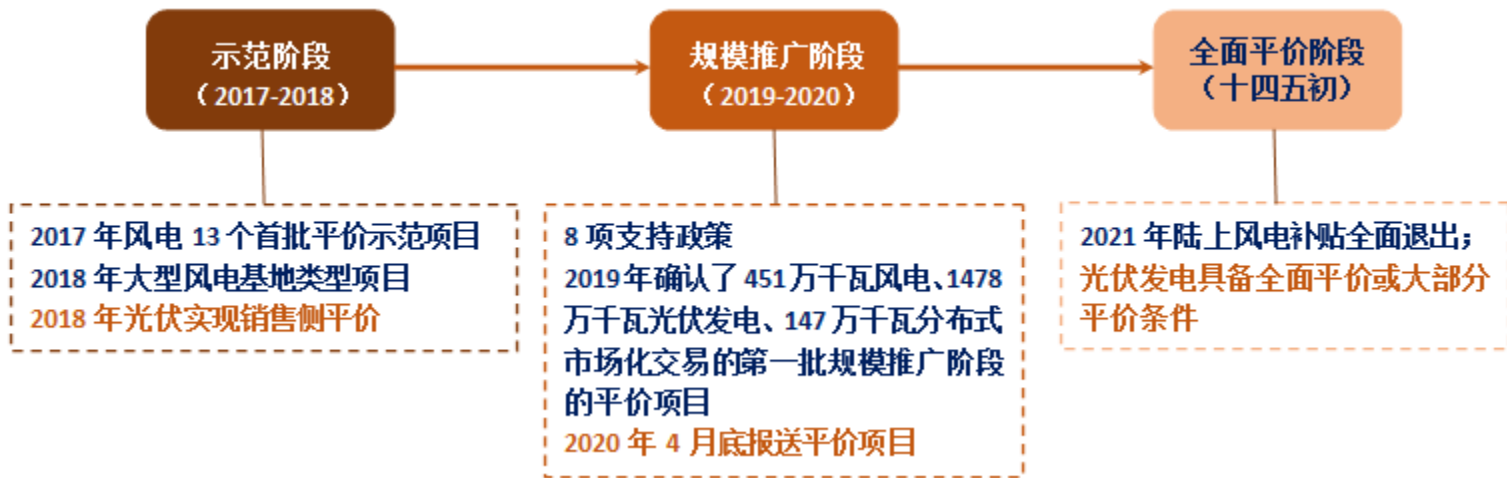 示范阶段
（2017-2018）
规模推广阶段
（2019-2020）
全面平价阶段
（十四五初）
2017 年风电 13 个首批平价示范项目
2018 年大型风电基地类型项目
2018 年光伏实现销售侧平价
8 项支持政策
2019 年确认了 451 万千瓦风电、1478
万千瓦光伏发电、147 万千瓦分布式
市场化交易的第一批规模推广阶段
的平价项目
2020 年 4 月底报送平价项目
2021 年陆上风电补贴全面退出；
光伏发电具备全面平价或大部分
平价条件